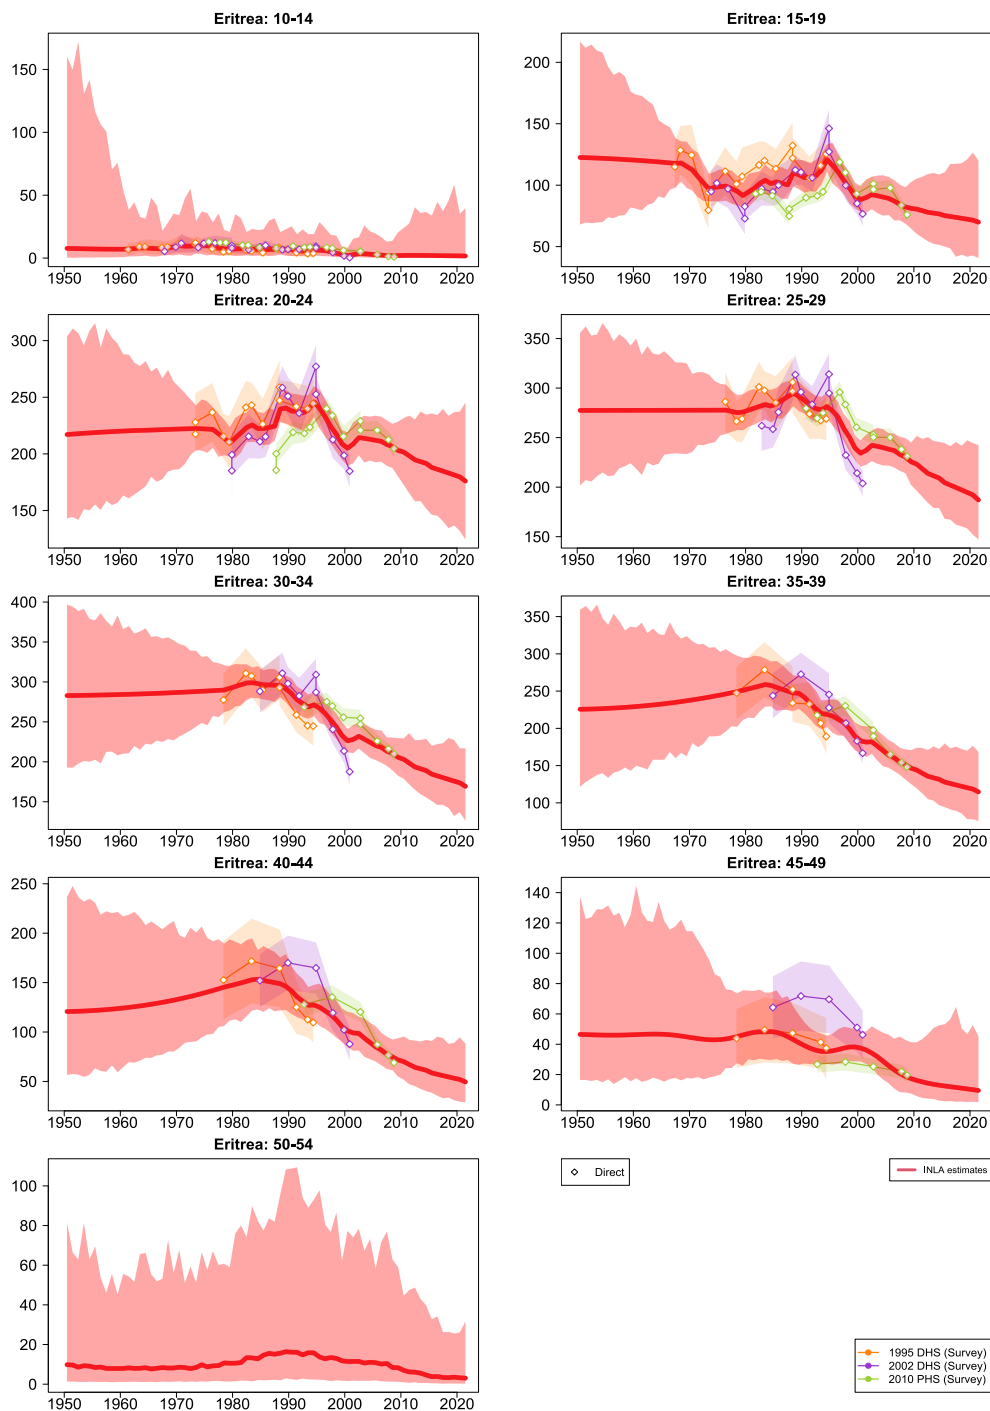 Eritrea: 10-14
150
100
50
0
1950 1960 1970 1980 1990 2000 2010 2020
Eritrea: 15-19
200
150
100
50
1950 1960 1970 1980 1990 2000 2010 2020
Eritrea: 20-24
300
250
200
150
1950 1960 1970 1980 1990 2000 2010 2020
Eritrea: 25-29
350
300
250
200
150
1950 1960 1970 1980 1990 2000 2010 2020
Eritrea: 30-34
400
350
300
250
200
150
1950 1960 1970 1980 1990 2000 2010 2020
Eritrea: 35-39
350
300
250
200
150
100
1950 1960 1970 1980 1990 2000 2010 2020
Eritrea: 40-44
250
200
150
100
50
1950 1960 1970 1980 1990 2000 2010 2020
Eritrea: 45-49
140
120
100
80
60
40
20
0
1950 1960 1970 1980 1990 2000 2010 2020
Eritrea: 50-54
100
80
60
40
20
0
1950 1960 1970 1980 1990 2000 2010 2020
Direct
INLA estimates
1995 DHS (Survey)
2002 DHS (Survey)
2010 PHS (Survey)